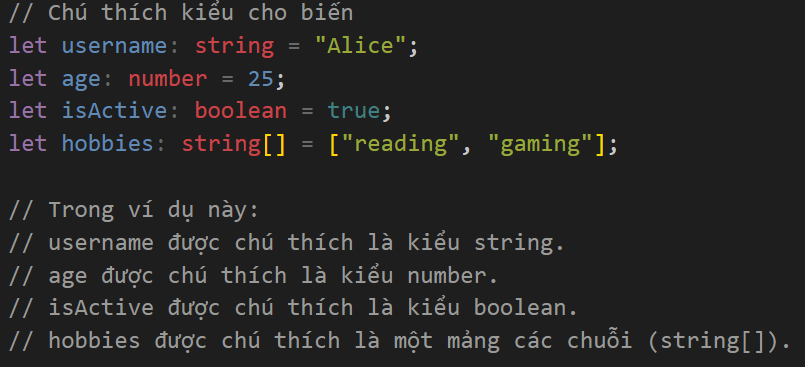 // Chú thích kiểu cho biến
let username: string = "Alice";
let age: number = 25;
let isActive: boolean = true;
let hobbies: string[] = ["reading", "gaming"];
// Trong ví dụ này:
// username được chú thích là kiểu string.
// age được chú thích là kiểu number.
// isActive được chú thích là kiểu boolean.
// hobbies được chú thích là một mảng các chuỗi (string[]).